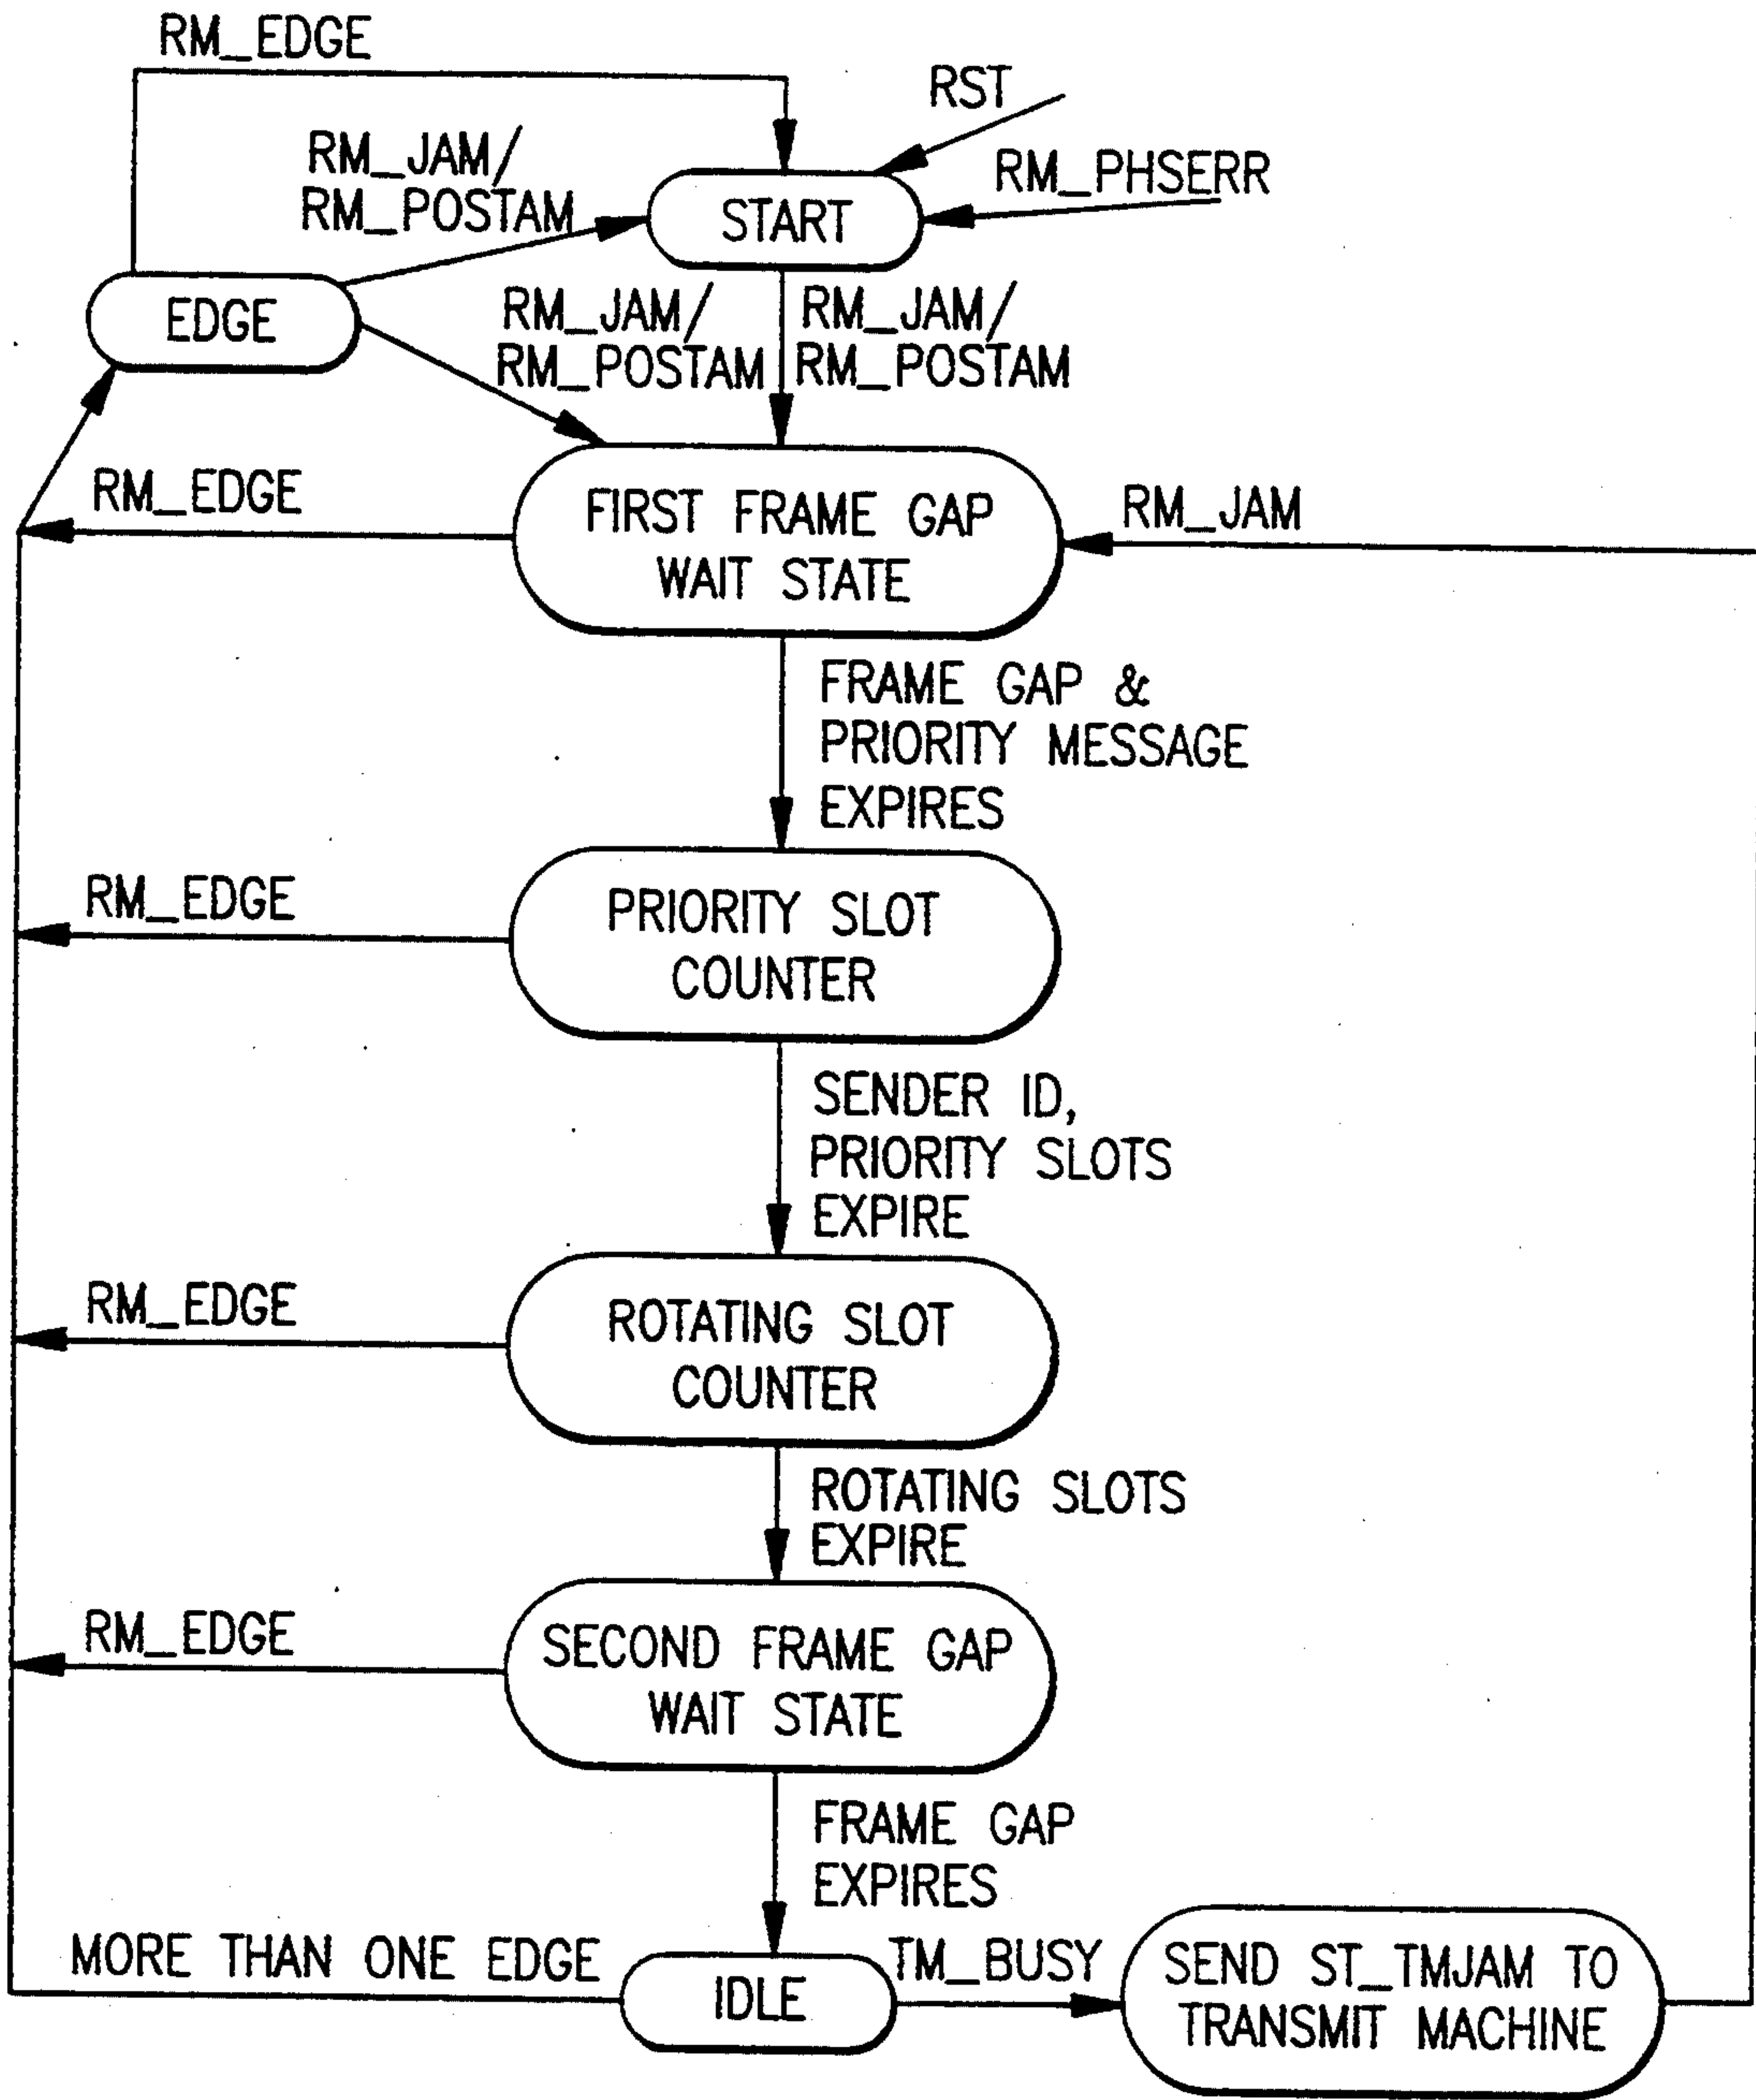 RM_EDGE
RST
RM_JAM/
RM_POSTAM
RM_PHSERR
START
EDGE
RM_JAM/
RM_POSTAM
RM_JAM/
RM_POSTAM
RM_EDGE
FIRST FRAME GAP
WAIT STATE
RM_JAM
FRAME GAP &
PRIORITY MESSAGE
EXPIRES
RM_EDGE
PRIORITY SLOT
COUNTER
SENDER ID,
PRIORITY SLOTS
EXPIRE
RM_EDGE
ROTATING SLOT
COUNTER
ROTATING SLOTS
EXPIRE
RM_EDGE
SECOND FRAME GAP
WAIT STATE
FRAME GAP
EXPIRES
MORE THAN ONE EDGE
IDLE
TM_BUSY
SEND ST_TMJAM TO
TRANSMIT MACHINE